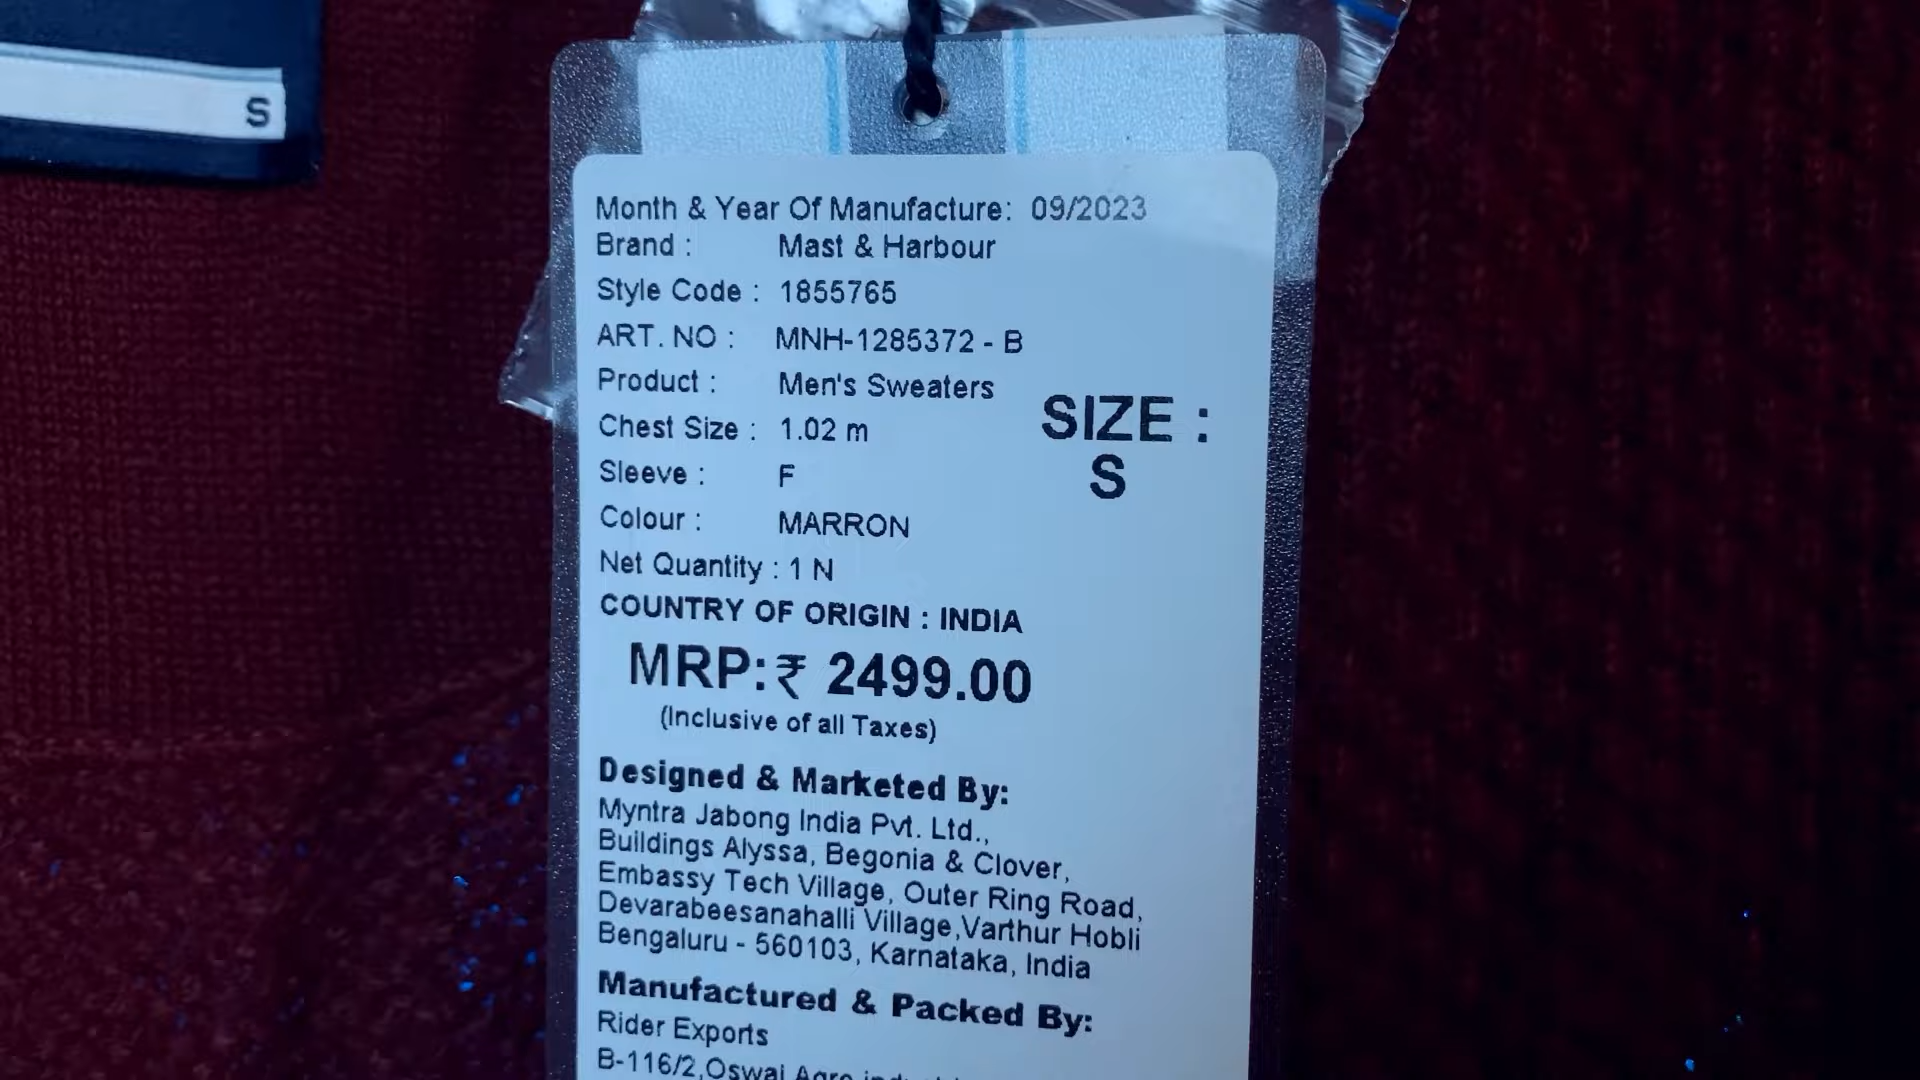 S
Month & Year Of Manufacture: 09/2023
Brand : Mast & Harbour
Style Code : 1855765
ART. NO : MNH-1285372 - B
Product : Men's Sweaters
Chest Size : 1.02 m
SIZE :
S
Sleeve : F
Colour : MARRON
Net Quantity : 1 N
COUNTRY OF ORIGIN : INDIA
MRP:₹ 2499.00
(Inclusive of all Taxes)
Designed & Marketed By:
Myntra Jabong India Pvt. Ltd.,
Buildings Alyssa, Begonia & Clover,
Embassy Tech Village, Outer Ring Road,
Devarabeesanahalli Village,Varthur Hobli
Bengaluru - 560103, Karnataka, India
Manufactured & Packed By:
Rider Exports
B-116/2,Oswal Agro